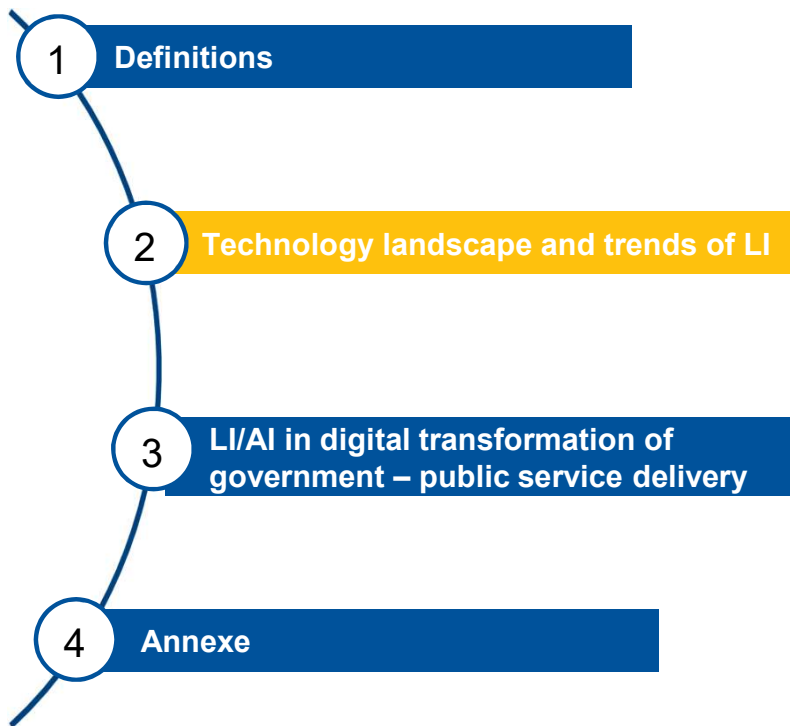 1
Definitions
2
Technology landscape and trends of LI
3
LI/AI in digital transformation of
government – public service delivery
4
Annexe